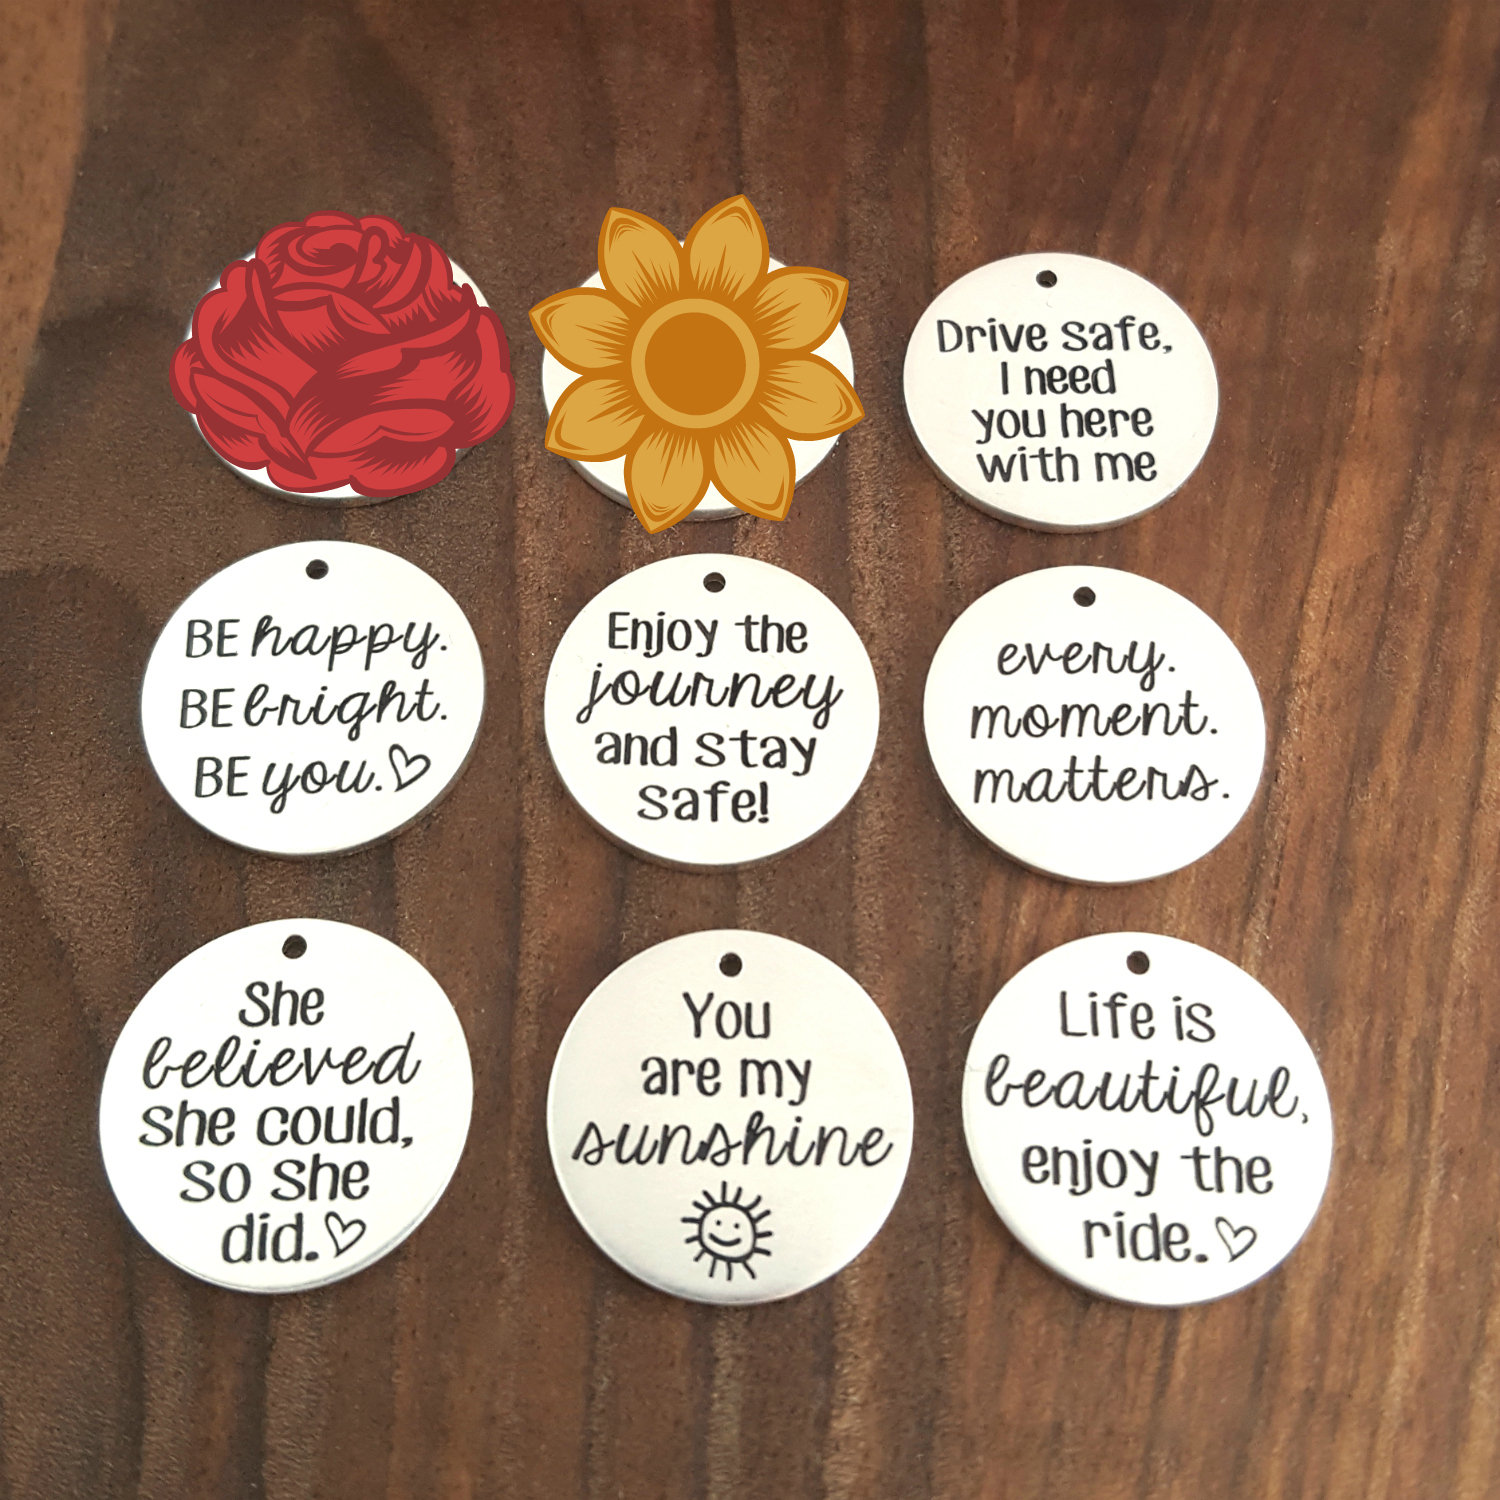 Drive safe,
I need
you here
with me
BE happy.
BE bright.
BE you.
Enjoy the
journey
and stay
safe!
every.
moment.
matters.
She
believed
she could,
so she
did.
You
are my
sunshine
Life is
beautiful,
enjoy the
ride.